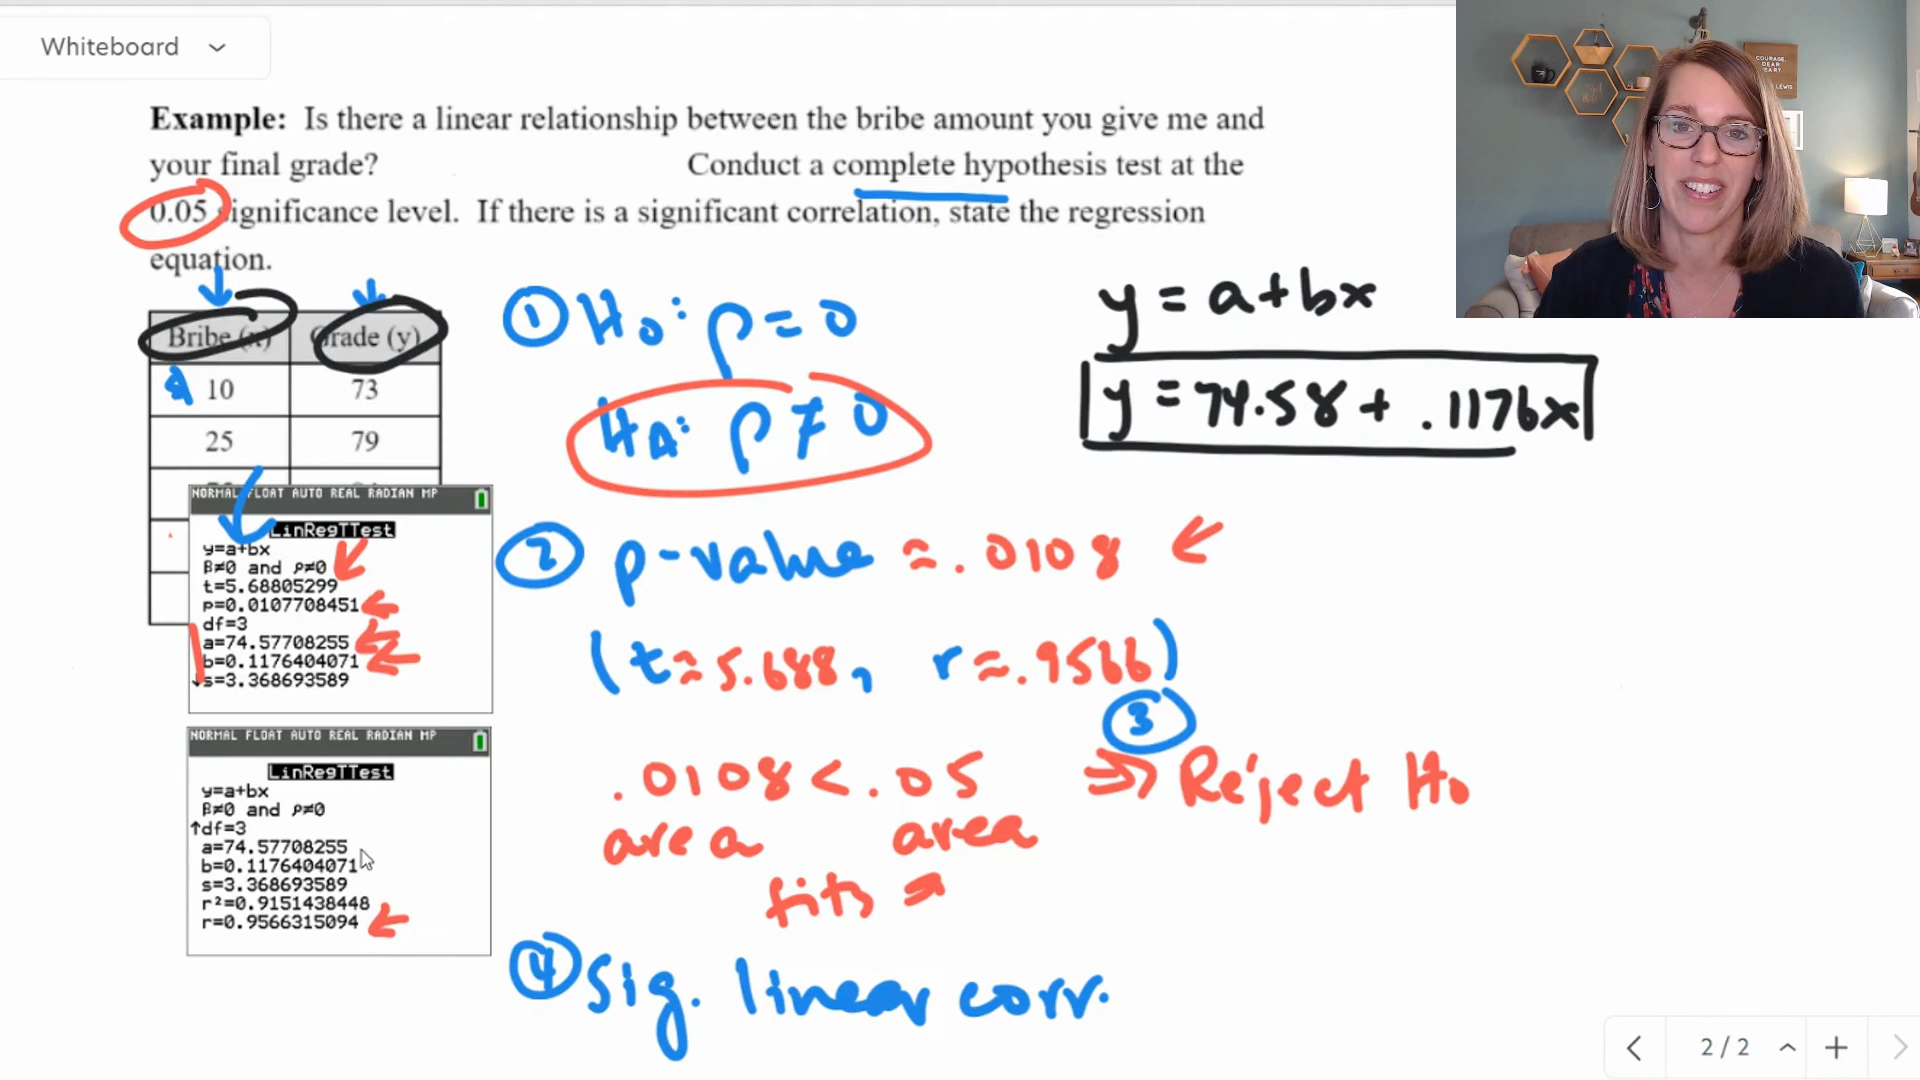 Whiteboard
Example: Is there a linear relationship between the bribe amount you give me and
your final grade? Conduct a complete hypothesis test at the
0.05 significance level. If there is a significant correlation, state the regression
equation.
Bribe (x) Grade (y)
10 73
25 79
① H0: ρ = 0
HA: ρ ≠ 0
y = a+bx
y = 74.58 + .1176x
NORMAL FLOAT AUTO REAL RADIAN MP
LinRegTTest
y=a+bx
β≠0 and ρ≠0
t=5.68805299
p=0.0107708451
df=3
a=74.57708255
b=0.1176404071
↓s=3.368693589
② p-value ≈ .0108
(t≈5.688, r≈.9566)
NORMAL FLOAT AUTO REAL RADIAN MP
LinRegTTest
y=a+bx
β≠0 and ρ≠0
↑df=3
a=74.57708255
b=0.1176404071
s=3.368693589
r²=0.9151438448
r=0.9566315094
.0108 < .05 ③ ⇒ Reject H0
area area
fits →
④ Sig. linear corr.
COURAGE,
DEAR
HEART
LEWIS
2 / 2